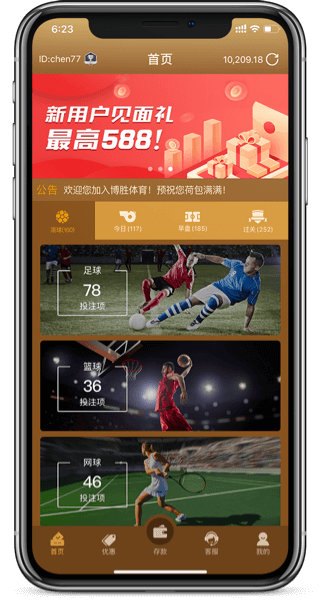 6:23
ID:chen77
首页
10,209.18
新用户见面礼
最高588!
公告 欢迎您加入博胜体育！预祝您荷包满满！
今日(117)
早盘(185)
过关(252)
足球
78
投注项
篮球
36
投注项
网球
46
投注项
首页
优惠
存款
客服
我的